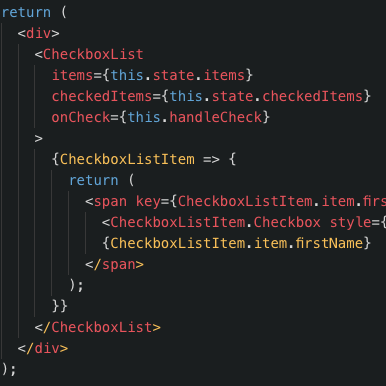 return (
<div>
<CheckboxList
items={this.state.items}
checkedItems={this.state.checkedItems}
onCheck={this.handleCheck}
>
{CheckboxListItem => {
return (
<span key={CheckboxListItem.item.firs
<CheckboxListItem.Checkbox style={
{CheckboxListItem.item.firstName}
</span>
);
}}
</CheckboxList>
</div>
);